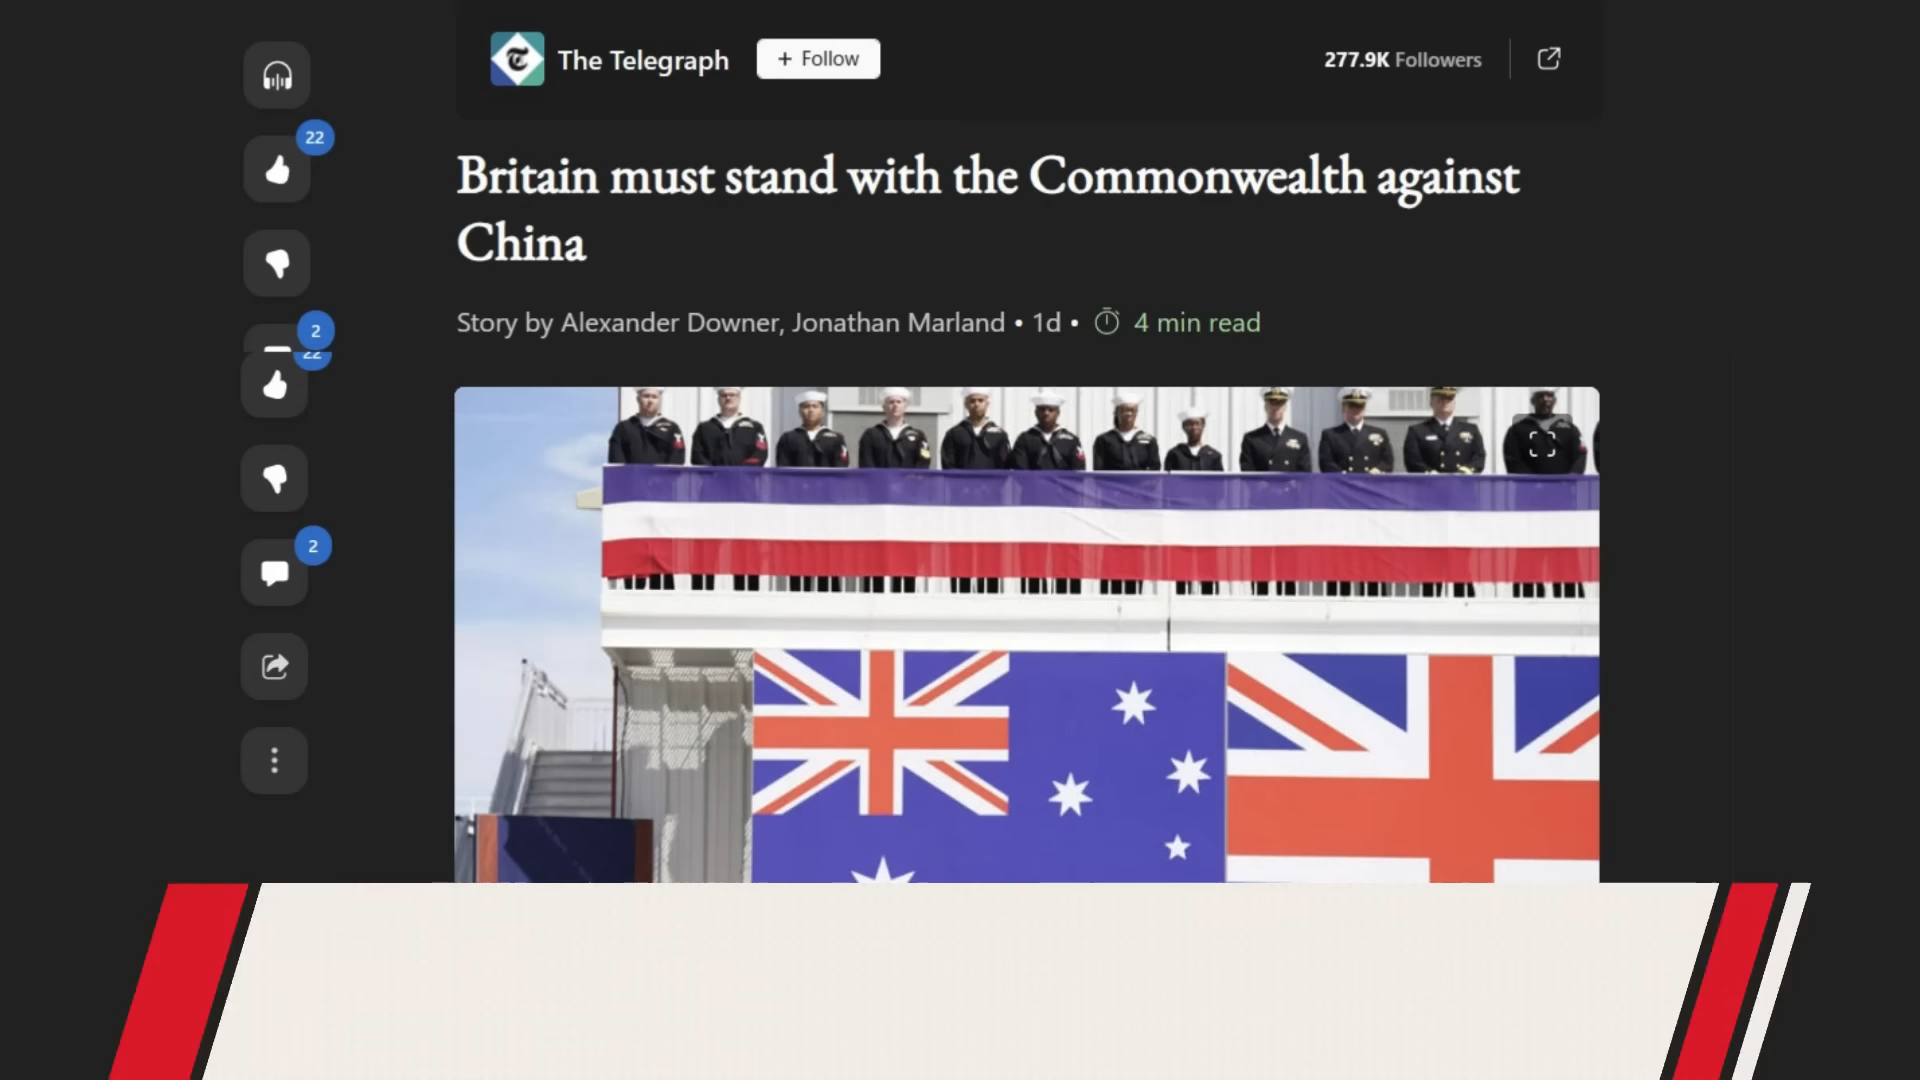 The Telegraph
+ Follow
277.9K Followers
22
Britain must stand with the Commonwealth against
China
Story by Alexander Downer, Jonathan Marland • 1d • 4 min read
2
22
2